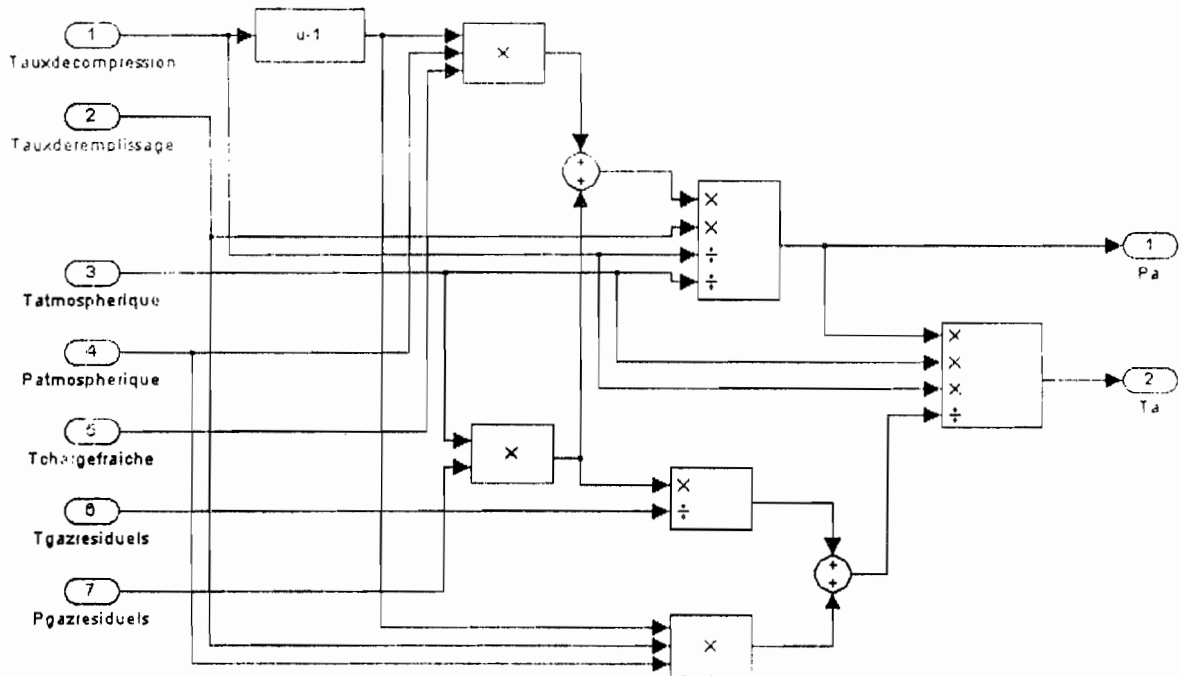 1
Tauxdecompression
u-1
×
2
Tauxderemplissage
+
+
×
×
÷
÷
1
Pa
3
Tatmospherique
4
Patmospherique
×
×
×
÷
2
Ta
5
Tchargefraiche
×
6
Tgazresiduels
×
÷
+
+
7
Pgazresiduels
×